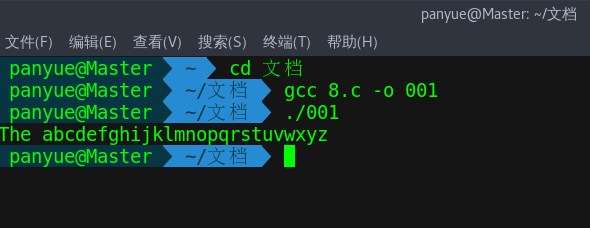 panyue@Master: ~/文档
文件(F) 编辑(E) 查看(V) 搜索(S) 终端(T) 帮助(H)
panyue@Master ~ cd 文档
panyue@Master ~/文档 gcc 8.c -o 001
panyue@Master ~/文档 ./001
The abcdefghijklmnopqrstuvwxyz
panyue@Master ~/文档